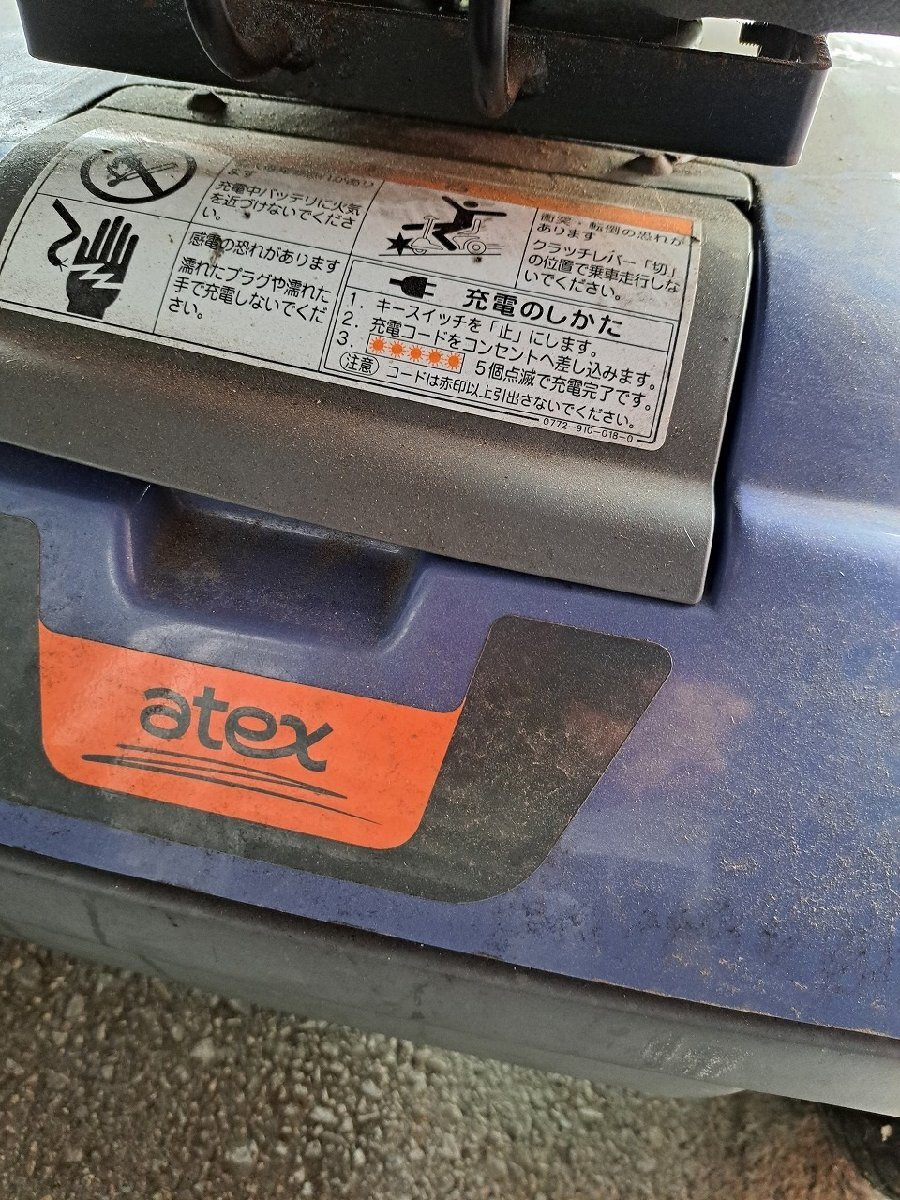 ます
充電中バッテリに火気
を近づけないでくださ
い。
感電の恐れがあります
濡れたプラグや濡れた
手で充電しないでくだ
さい。
衝突・転倒の恐れが
あります
クラッチレバー「切」
の位置で乗車走行しな
いでください。
充電のしかた
1. キースイッチを「止」にします。
2. 充電コードをコンセントへ差し込みます。
3. 5個点滅で充電完了です。
注意 コードは赤印以上引出さないでください。
0772-910-018-0
atex